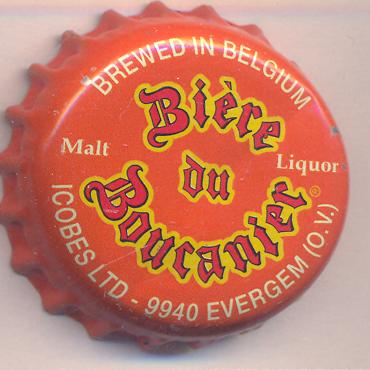 BREWED IN BELGIUM
Bière
du
Boucanier®
Malt
Liquor
ICOBES LTD - 9940 EVERGEM (O.V.)